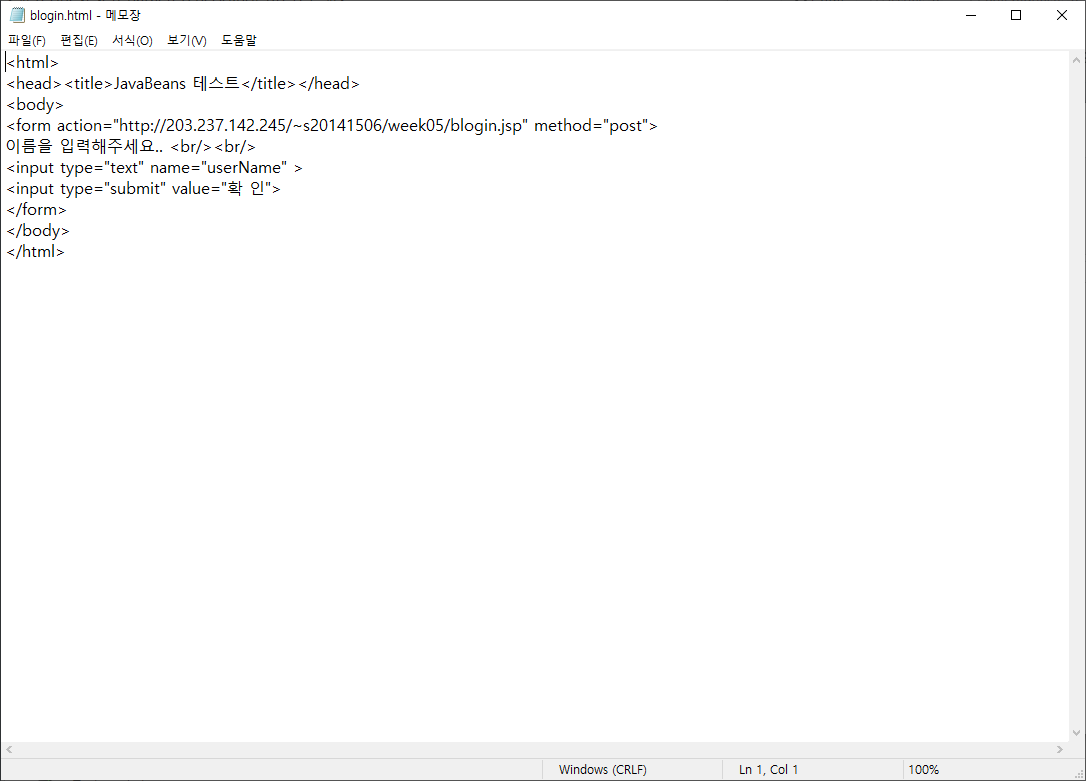 blogin.html - 메모장
파일(F) 편집(E) 서식(O) 보기(V) 도움말
<html>
<head><title>JavaBeans 테스트</title></head>
<body>
<form action="http://203.237.142.245/~s20141506/week05/blogin.jsp" method="post">
이름을 입력해주세요.. <br/><br/>
<input type="text" name="userName" >
<input type="submit" value="확 인">
</form>
</body>
</html>
Windows (CRLF) Ln 1, Col 1 100%